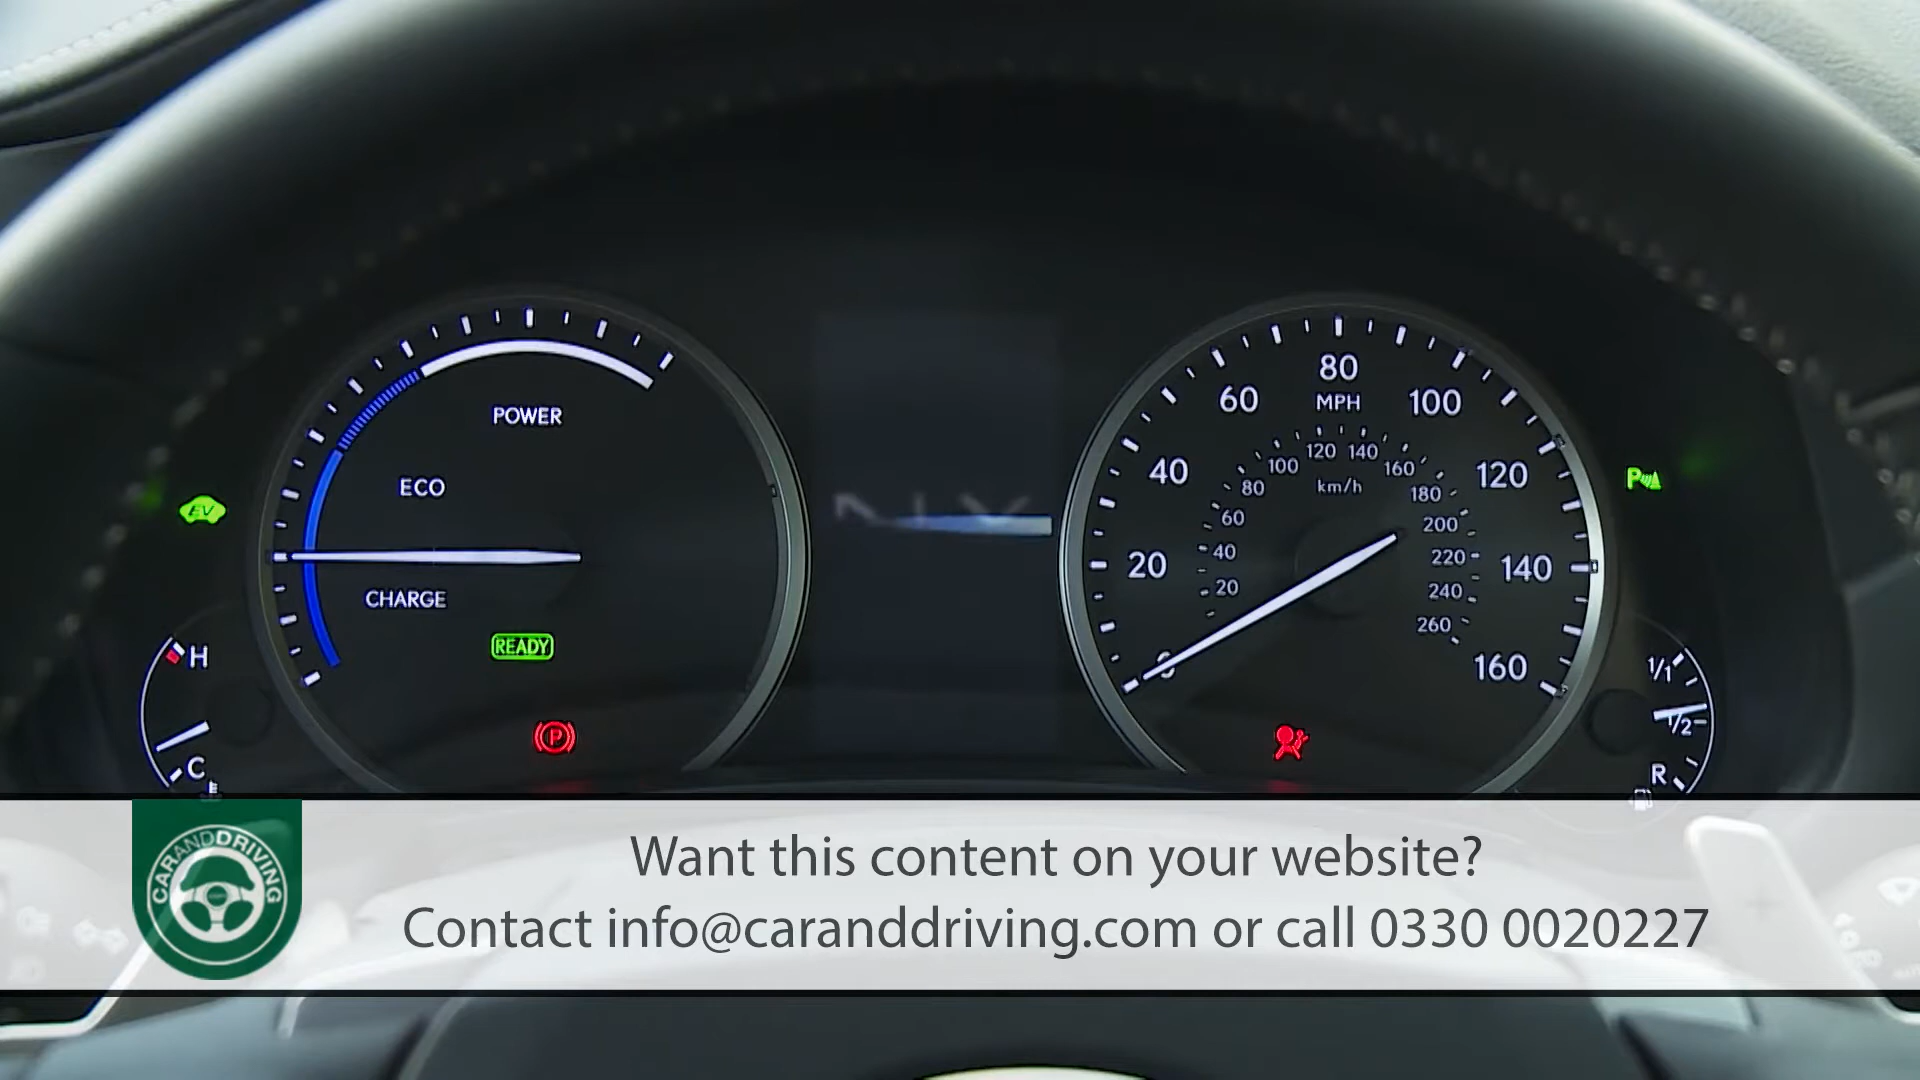 POWER
ECO
CHARGE
READY
EV
P
H
C
80
MPH
60
100
40
120
20
140
0
160
120
140
100
160
80
km/h
180
60
200
40
220
20
240
260
P
1/1
1/2
R
CARANDDRIVING
Want this content on your website?
Contact info@caranddriving.com or call 0330 0020227